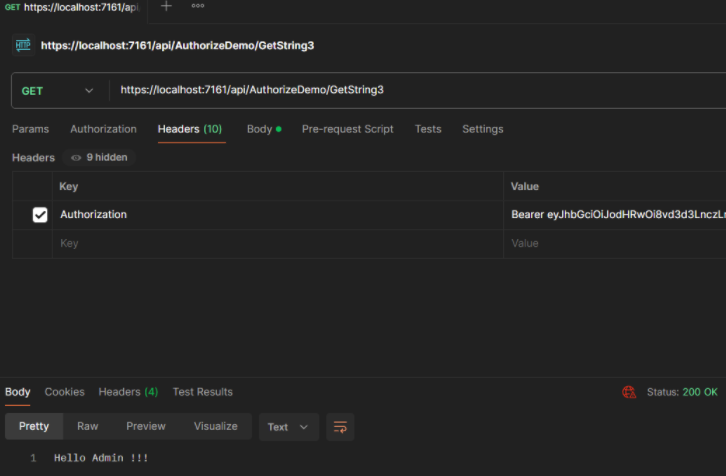 GET https://localhost:7161/api
HTTP https://localhost:7161/api/AuthorizeDemo/GetString3
GET https://localhost:7161/api/AuthorizeDemo/GetString3
Params Authorization Headers (10) Body Pre-request Script Tests Settings
Headers 9 hidden
Key Value
Authorization Bearer eyJhbGciOiJodHRwOi8vd3d3LnczLn
Key Value
Body Cookies Headers (4) Test Results Status: 200 OK
Pretty Raw Preview Visualize Text
1 Hello Admin !!!